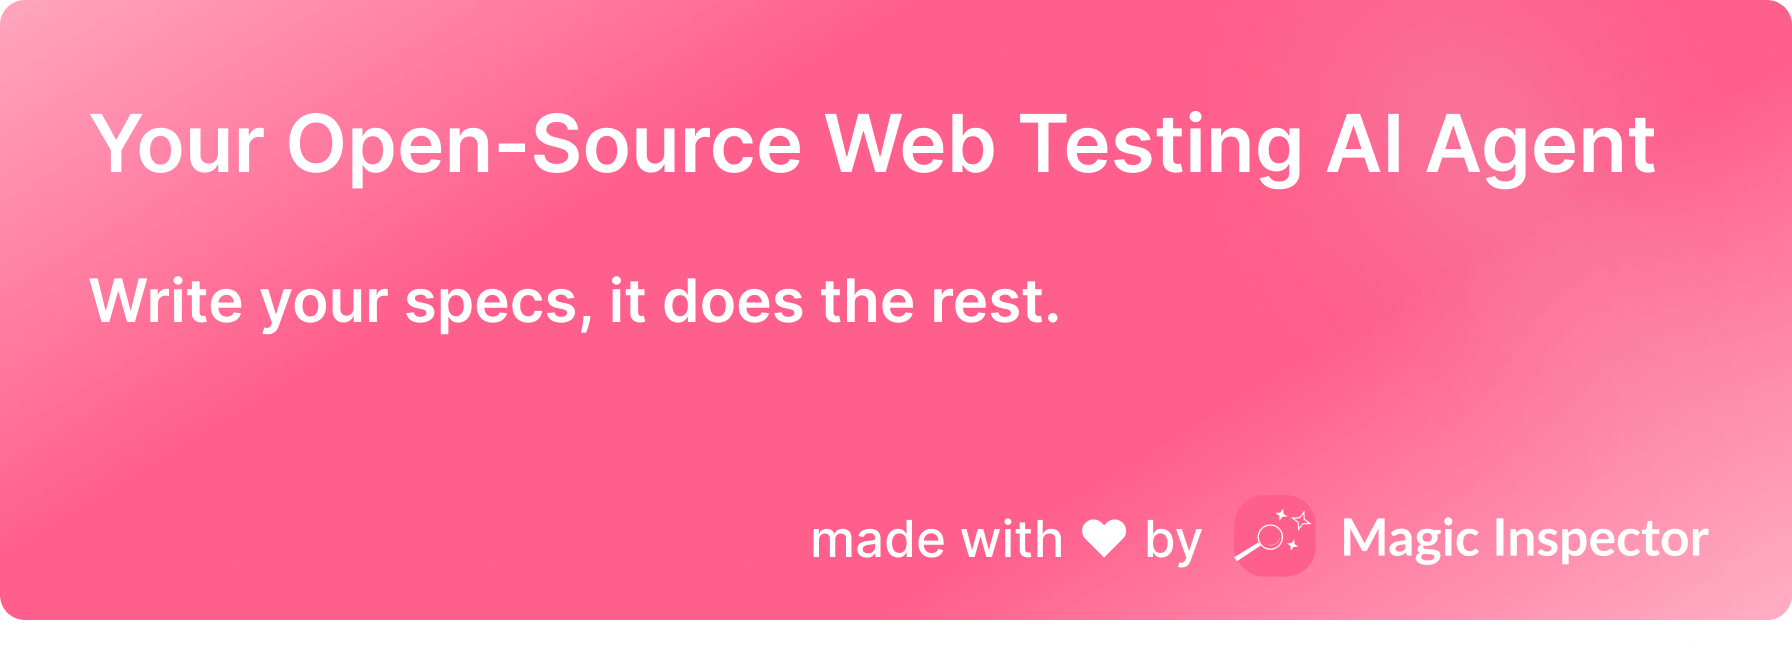 Your Open-Source Web Testing AI Agent
Write your specs, it does the rest.
made with ♥ by Magic Inspector